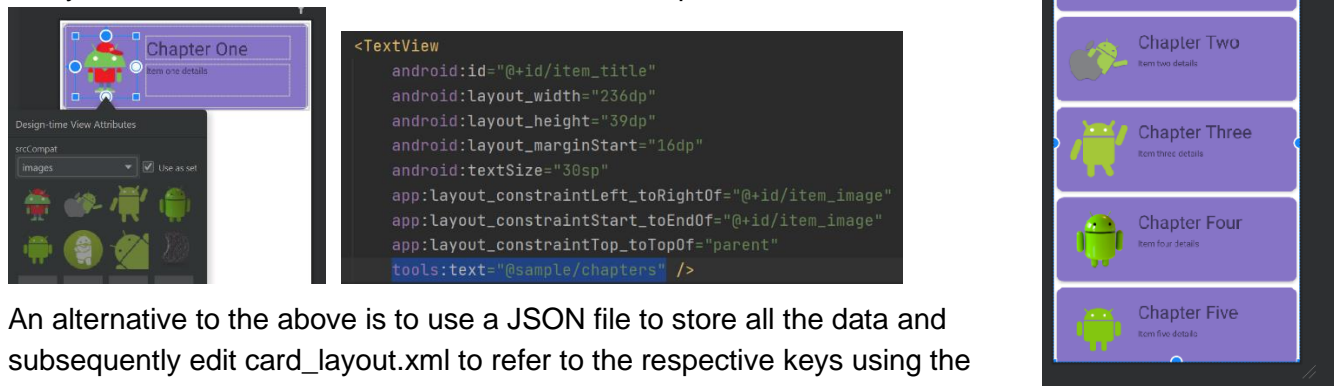 Chapter One
Item one details
Design-time View Attributes
srcCompat
images
Use as set
<TextView
android:id="@+id/item_title"
android:layout_width="236dp"
android:layout_height="39dp"
android:layout_marginStart="16dp"
android:textSize="30sp"
app:layout_constraintLeft_toRightOf="@+id/item_image"
app:layout_constraintStart_toEndOf="@+id/item_image"
app:layout_constraintTop_toTopOf="parent"
tools:text="@sample/chapters" />
An alternative to the above is to use a JSON file to store all the data and
subsequently edit card_layout.xml to refer to the respective keys using the
Chapter Two
Item two details
Chapter Three
Item three details
Chapter Four
Item four details
Chapter Five
Item five details